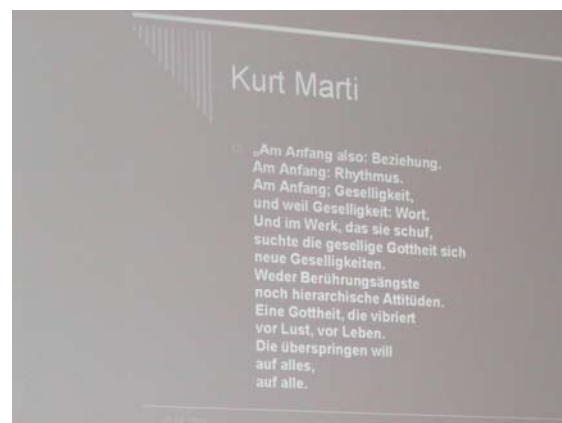 Kurt Marti
„Am Anfang also: Beziehung.
Am Anfang: Rhythmus.
Am Anfang: Geselligkeit,
und weil Geselligkeit: Wort.
Und im Werk, das sie schuf,
suchte die gesellige Gottheit sich
neue Geselligkeiten.
Weder Berührungsängste
noch hierarchische Attitüden.
Eine Gottheit, die vibriert
vor Lust, vor Leben.
Die überspringen will
auf alles,
auf alle.